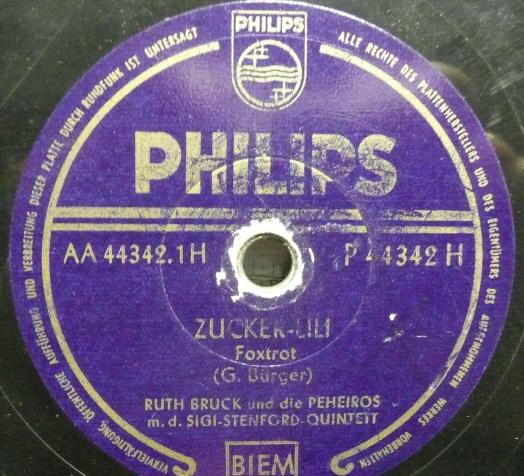 PHILIPS
ALLE RECHTE DES PLATTENHERSTELLERS UND DES EIGENTÜMERS DES AUFGENOMMENEN WERKES VORBEHALTEN
VERVIELFÄLTIGUNG, ÖFFENTLICHE AUFFÜHRUNG UND VERBREITUNG DIESER PLATTE DURCH RUNDFUNK IST UNTERSAGT
PHILIPS
AA 44342.1H
P 44342 H
ZUCKER-LILI
Foxtrot
(G. Bürger)
RUTH BRUCK und die PEHEIROS
m. d. SIGI-STENFORD-QUINTETT
BIEM